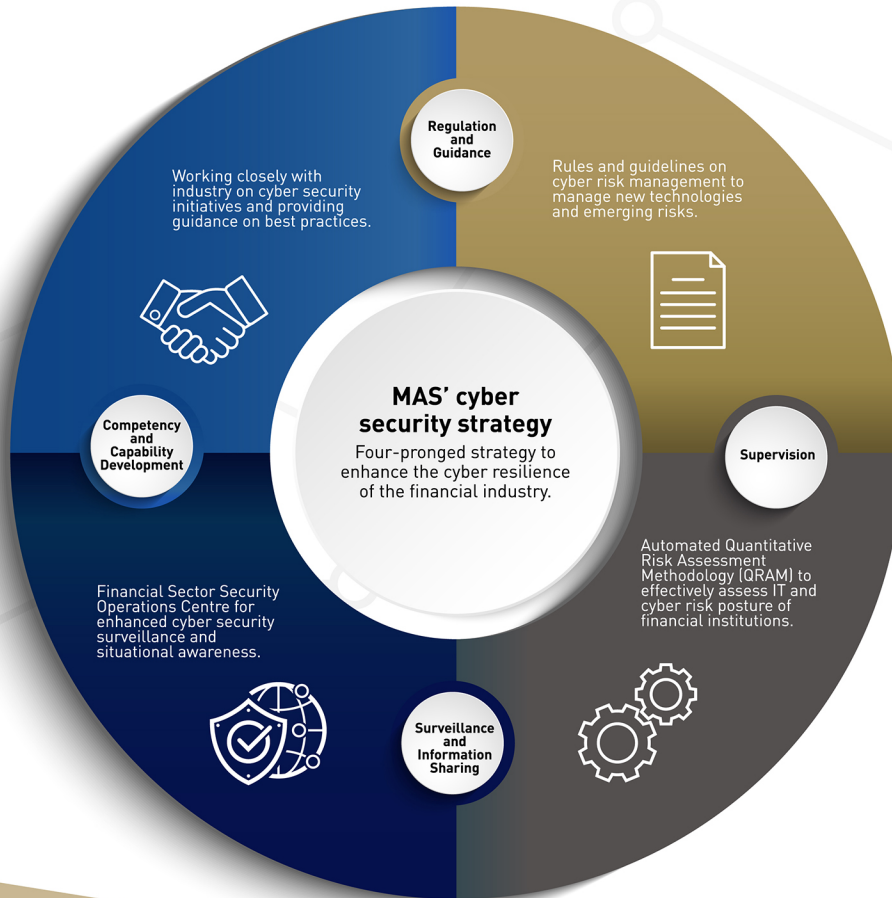 Regulation
and
Guidance
Working closely with
industry on cyber security
initiatives and providing
guidance on best practices.
Rules and guidelines on
cyber risk management to
manage new technologies
and emerging risks.
MAS’ cyber
security strategy
Four-pronged strategy to
enhance the cyber resilience
of the financial industry.
Competency
and
Capability
Development
Supervision
Automated Quantitative
Risk Assessment
Methodology (QRAM) to
effectively assess IT and
cyber risk posture of
financial institutions.
Financial Sector Security
Operations Centre for
enhanced cyber security
surveillance and
situational awareness.
Surveillance
and
Information
Sharing